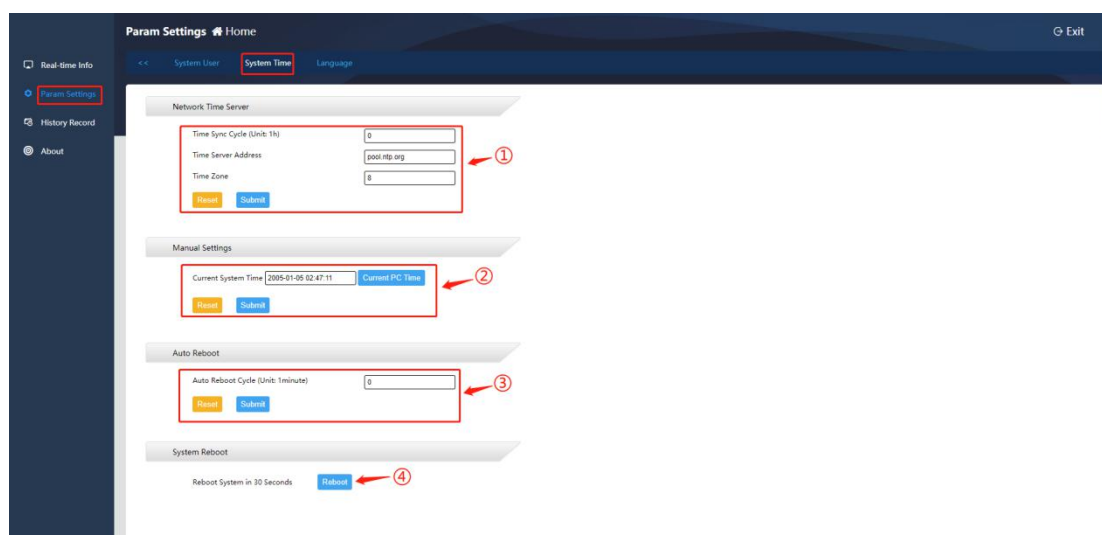 Param Settings Home
Exit
Real-time Info
Param Settings
History Record
About
<< System User System Time Language
Network Time Server
Time Sync Cycle (Unit: 1h) 0
Time Server Address pool.ntp.org
Time Zone 8
Reset Submit
①
Manual Settings
Current System Time 2005-01-05 02:47:11 Current PC Time
Reset Submit
②
Auto Reboot
Auto Reboot Cycle (Unit: 1minute) 0
Reset Submit
③
System Reboot
Reboot System in 30 Seconds Reboot
④